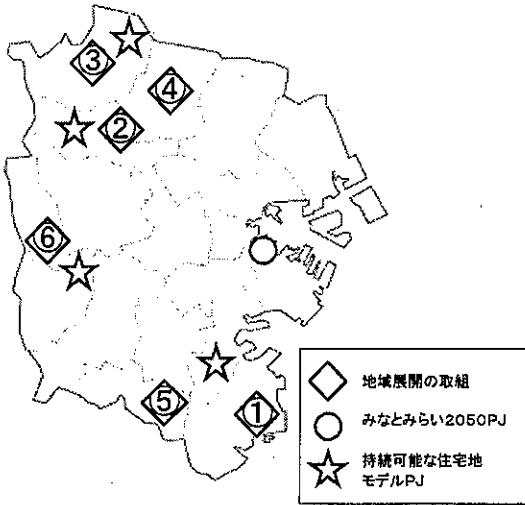 ③
④
②
⑥
⑤
①
地域展開の取組
みなとみらい2050PJ
持続可能な住宅地
モデルPJ